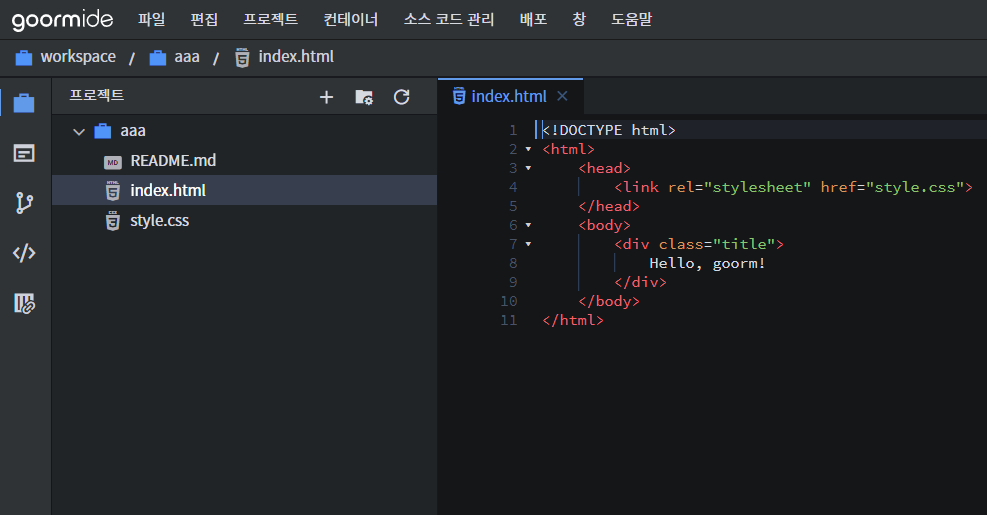 goormide 파일 편집 프로젝트 컨테이너 소스 코드 관리 배포 창 도움말
workspace / aaa / index.html
프로젝트
aaa
README.md
index.html
style.css
index.html
1 <!DOCTYPE html>
2 <html>
3 <head>
4 <link rel="stylesheet" href="style.css">
5 </head>
6 <body>
7 <div class="title">
8 Hello, goorm!
9 </div>
10 </body>
11 </html>